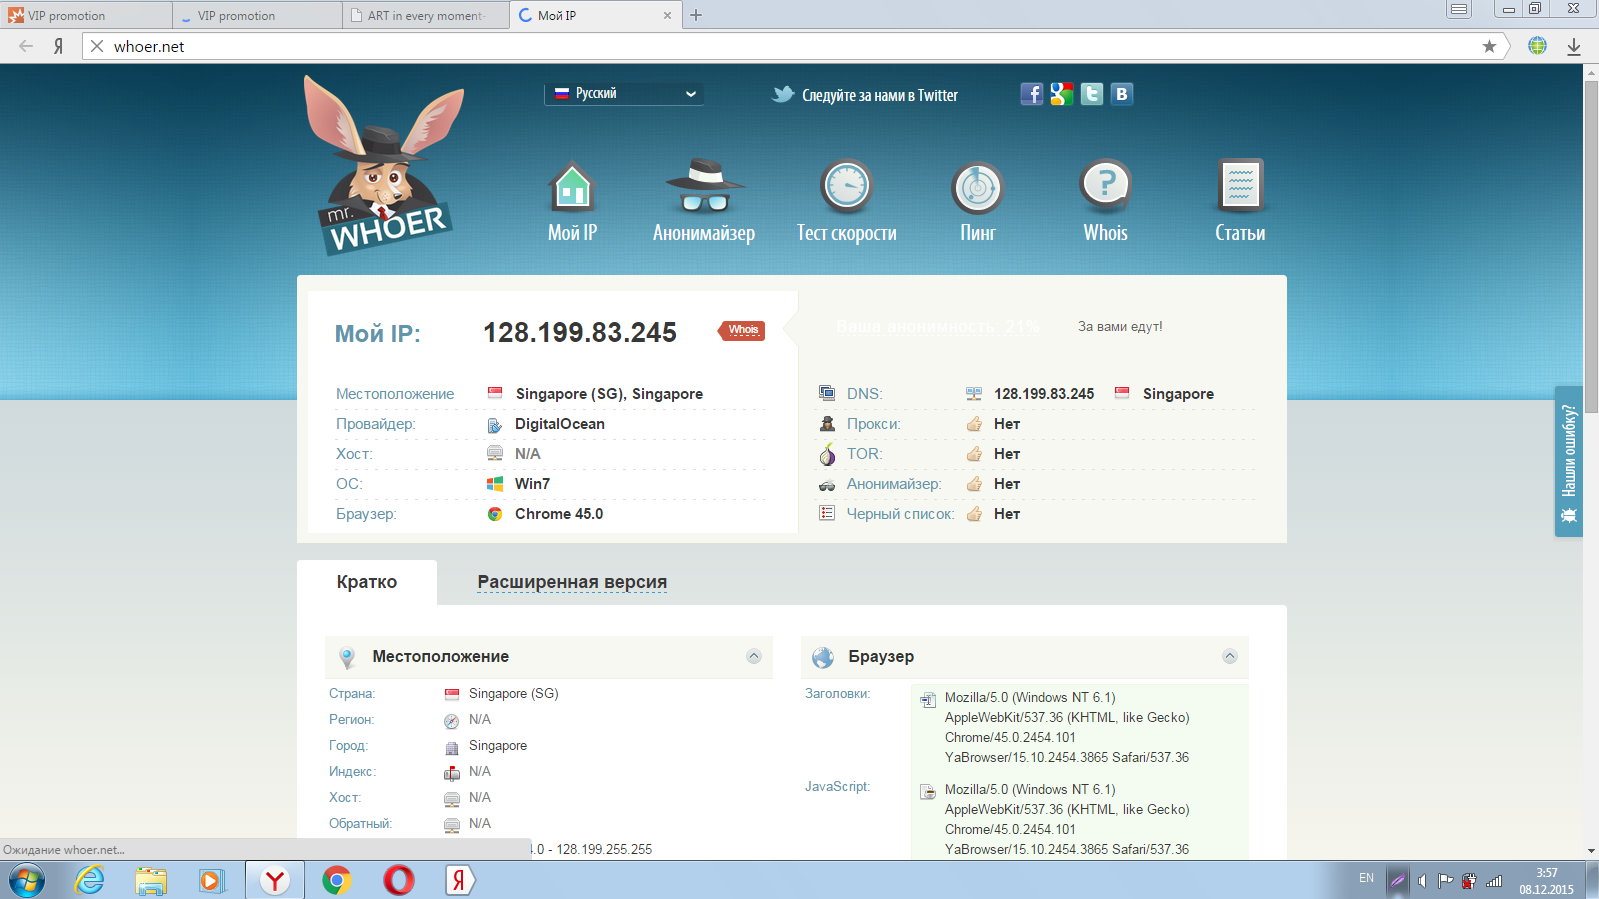 VIP promotion
VIP promotion
ART in every moment-
Мой IP
Я
whoer.net
Русский
Следуйте за нами в Twitter
mr.
WHOER
Мой IP
Анонимайзер
Тест скорости
Пинг
Whois
Статьи
Мой IP:
128.199.83.245
Whois
Ваша анонимность: 21%
За вами едут!
Местоположение
Singapore (SG), Singapore
Провайдер:
DigitalOcean
Хост:
N/A
ОС:
Win7
Браузер:
Chrome 45.0
DNS:
128.199.83.245
Singapore
Прокси:
Нет
TOR:
Нет
Анонимайзер:
Нет
Черный список:
Нет
Нашли ошибку?
Кратко
Расширенная версия
Местоположение
Страна:
Singapore (SG)
Регион:
N/A
Город:
Singapore
Индекс:
N/A
Хост:
N/A
Обратный:
N/A
4.0 - 128.199.255.255
Браузер
Заголовки:
Mozilla/5.0 (Windows NT 6.1)
AppleWebKit/537.36 (KHTML, like Gecko)
Chrome/45.0.2454.101
YaBrowser/15.10.2454.3865 Safari/537.36
JavaScript:
Mozilla/5.0 (Windows NT 6.1)
AppleWebKit/537.36 (KHTML, like Gecko)
Chrome/45.0.2454.101
YaBrowser/15.10.2454.3865 Safari/537.36
Ожидание whoer.net...
EN
3:57
08.12.2015